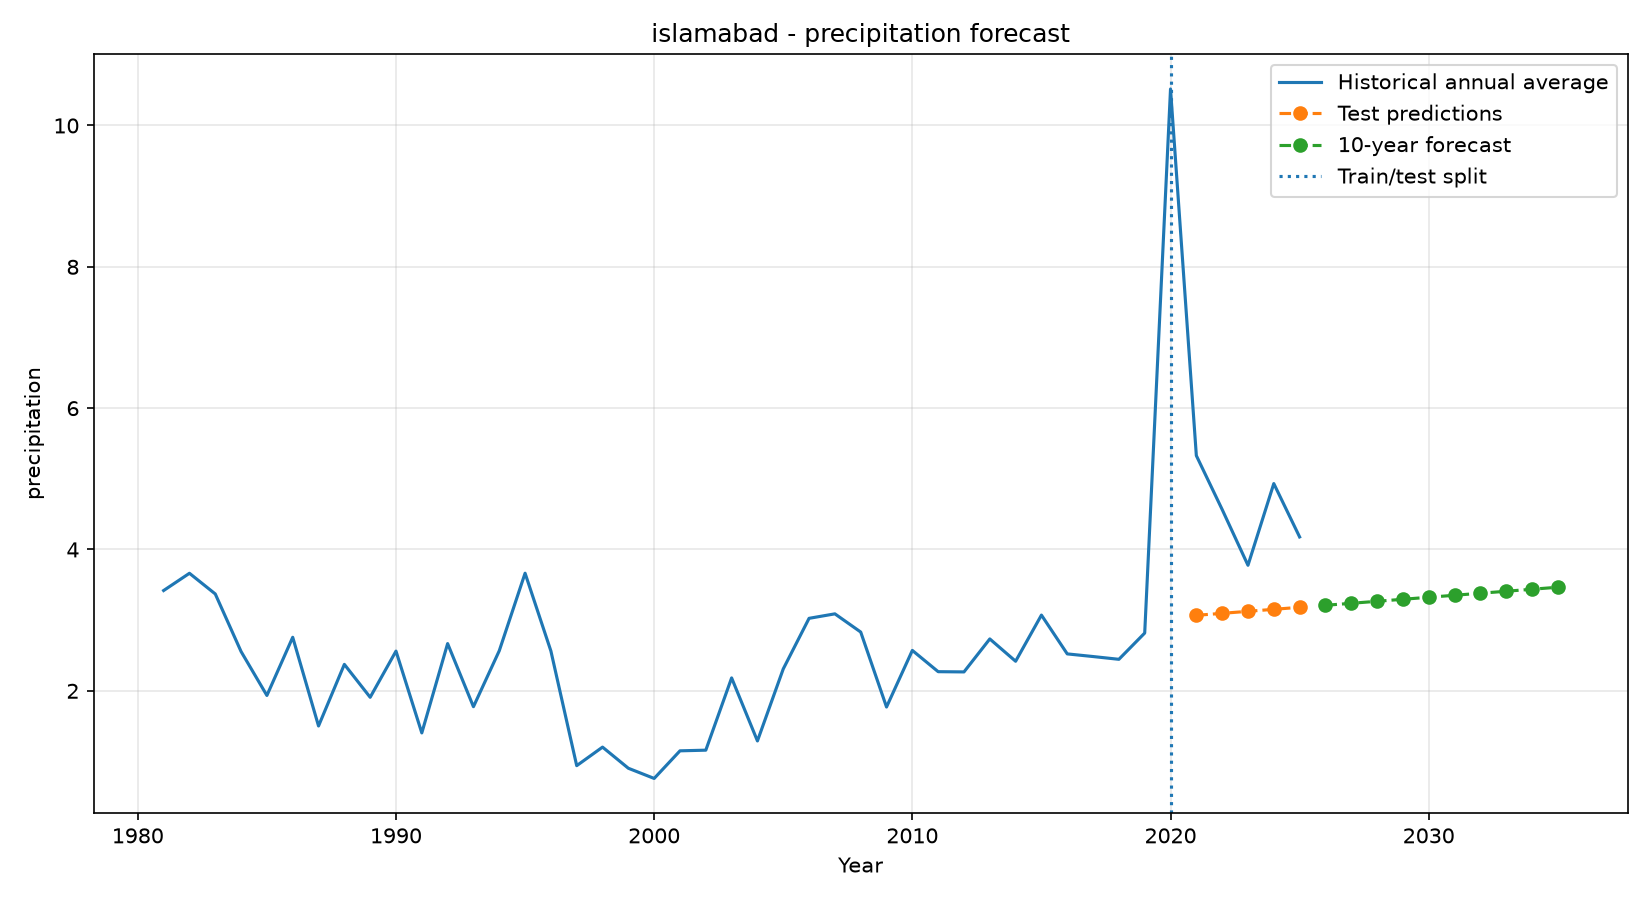 islamabad - precipitation forecast
Historical annual average
Test predictions
10-year forecast
Train/test split
precipitation
10
8
6
4
2
1980 1990 2000 2010 2020 2030
Year